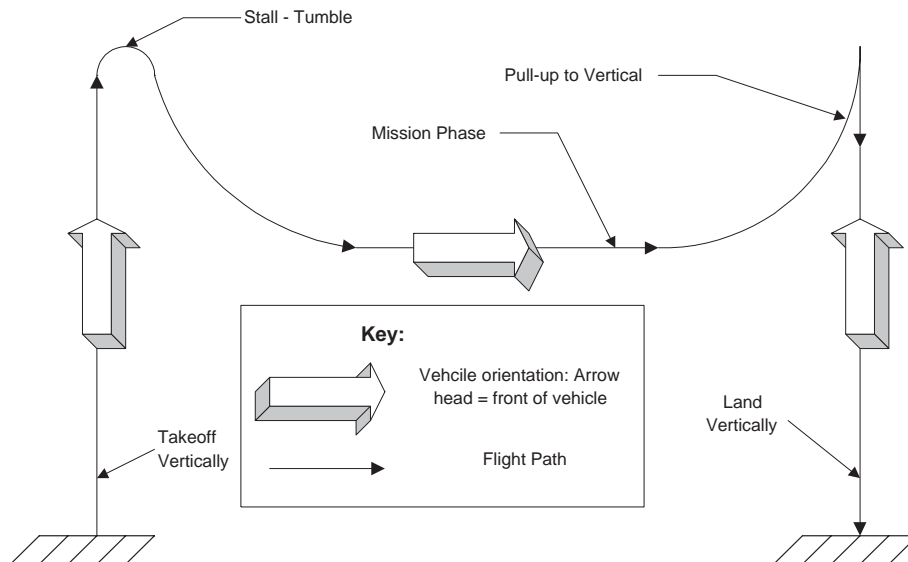 Stall - Tumble
Pull-up to Vertical
Mission Phase
Key:
Vehcile orientation: Arrow
head = front of vehicle
Flight Path
Takeoff
Vertically
Land
Vertically